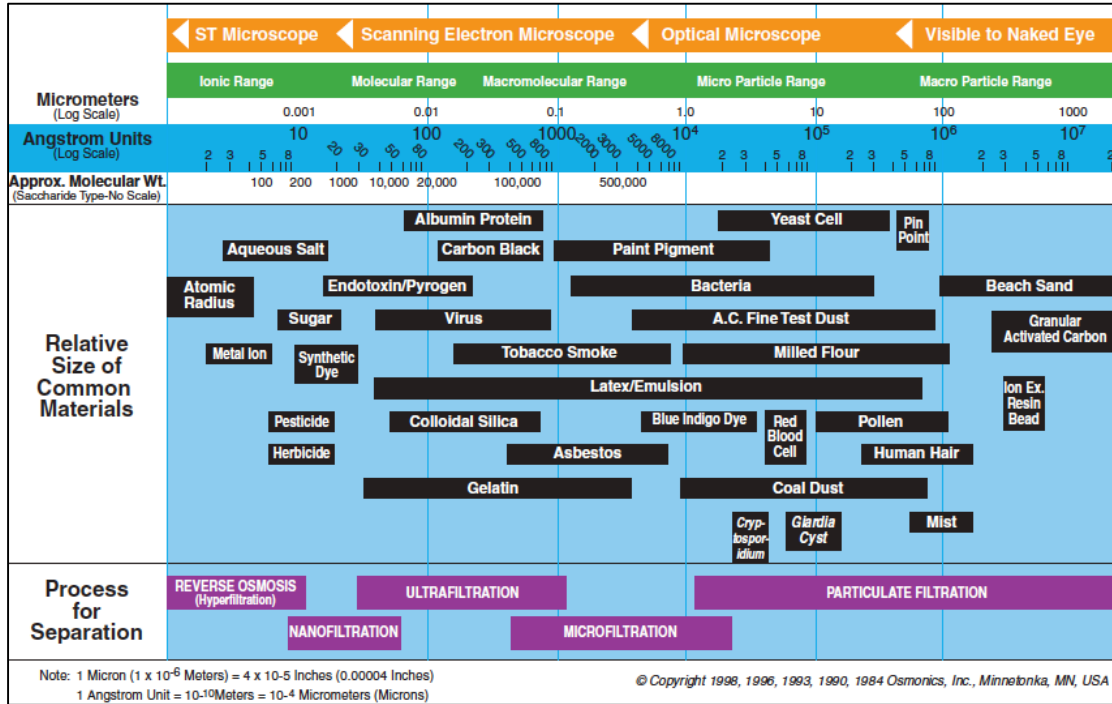 ST Microscope Scanning Electron Microscope Optical Microscope Visible to Naked Eye
Ionic Range Molecular Range Macromolecular Range Micro Particle Range Macro Particle Range
Micrometers
(Log Scale)
0.001 0.01 0.1 1.0 10 100 1000
Angstrom Units
(Log Scale)
10 100 1000 10⁴ 10⁵ 10⁶ 10⁷
2 3 5 8 20 30 50 80 200 300 500 800 2000 3000 5000 8000 2 3 5 8 2 3 5 8 2 3 5 8 2
Approx. Molecular Wt.
(Saccharide Type-No Scale)
100 200 1000 10,000 20,000 100,000 500,000
Relative
Size of
Common
Materials
Albumin Protein Yeast Cell Pin
Point
Aqueous Salt Carbon Black Paint Pigment
Atomic
Radius
Endotoxin/Pyrogen Bacteria Beach Sand
Sugar Virus A.C. Fine Test Dust Granular
Activated Carbon
Metal Ion Synthetic
Dye
Tobacco Smoke Milled Flour
Latex/Emulsion Ion Ex.
Resin
Bead
Pesticide Colloidal Silica Blue Indigo Dye Red
Blood
Cell
Pollen
Herbicide Asbestos Human Hair
Gelatin Coal Dust
Cryp-
tospor-
idium
Giardia
Cyst
Mist
Process
for
Separation
REVERSE OSMOSIS
(Hyperfiltration)
ULTRAFILTRATION PARTICULATE FILTRATION
NANOFILTRATION MICROFILTRATION
Note: 1 Micron (1 x 10⁻⁶ Meters) = 4 x 10-5 Inches (0.00004 Inches)
1 Angstrom Unit = 10⁻¹⁰Meters = 10⁻⁴ Micrometers (Microns)
© Copyright 1998, 1996, 1993, 1990, 1984 Osmonics, Inc., Minnetonka, MN, USA